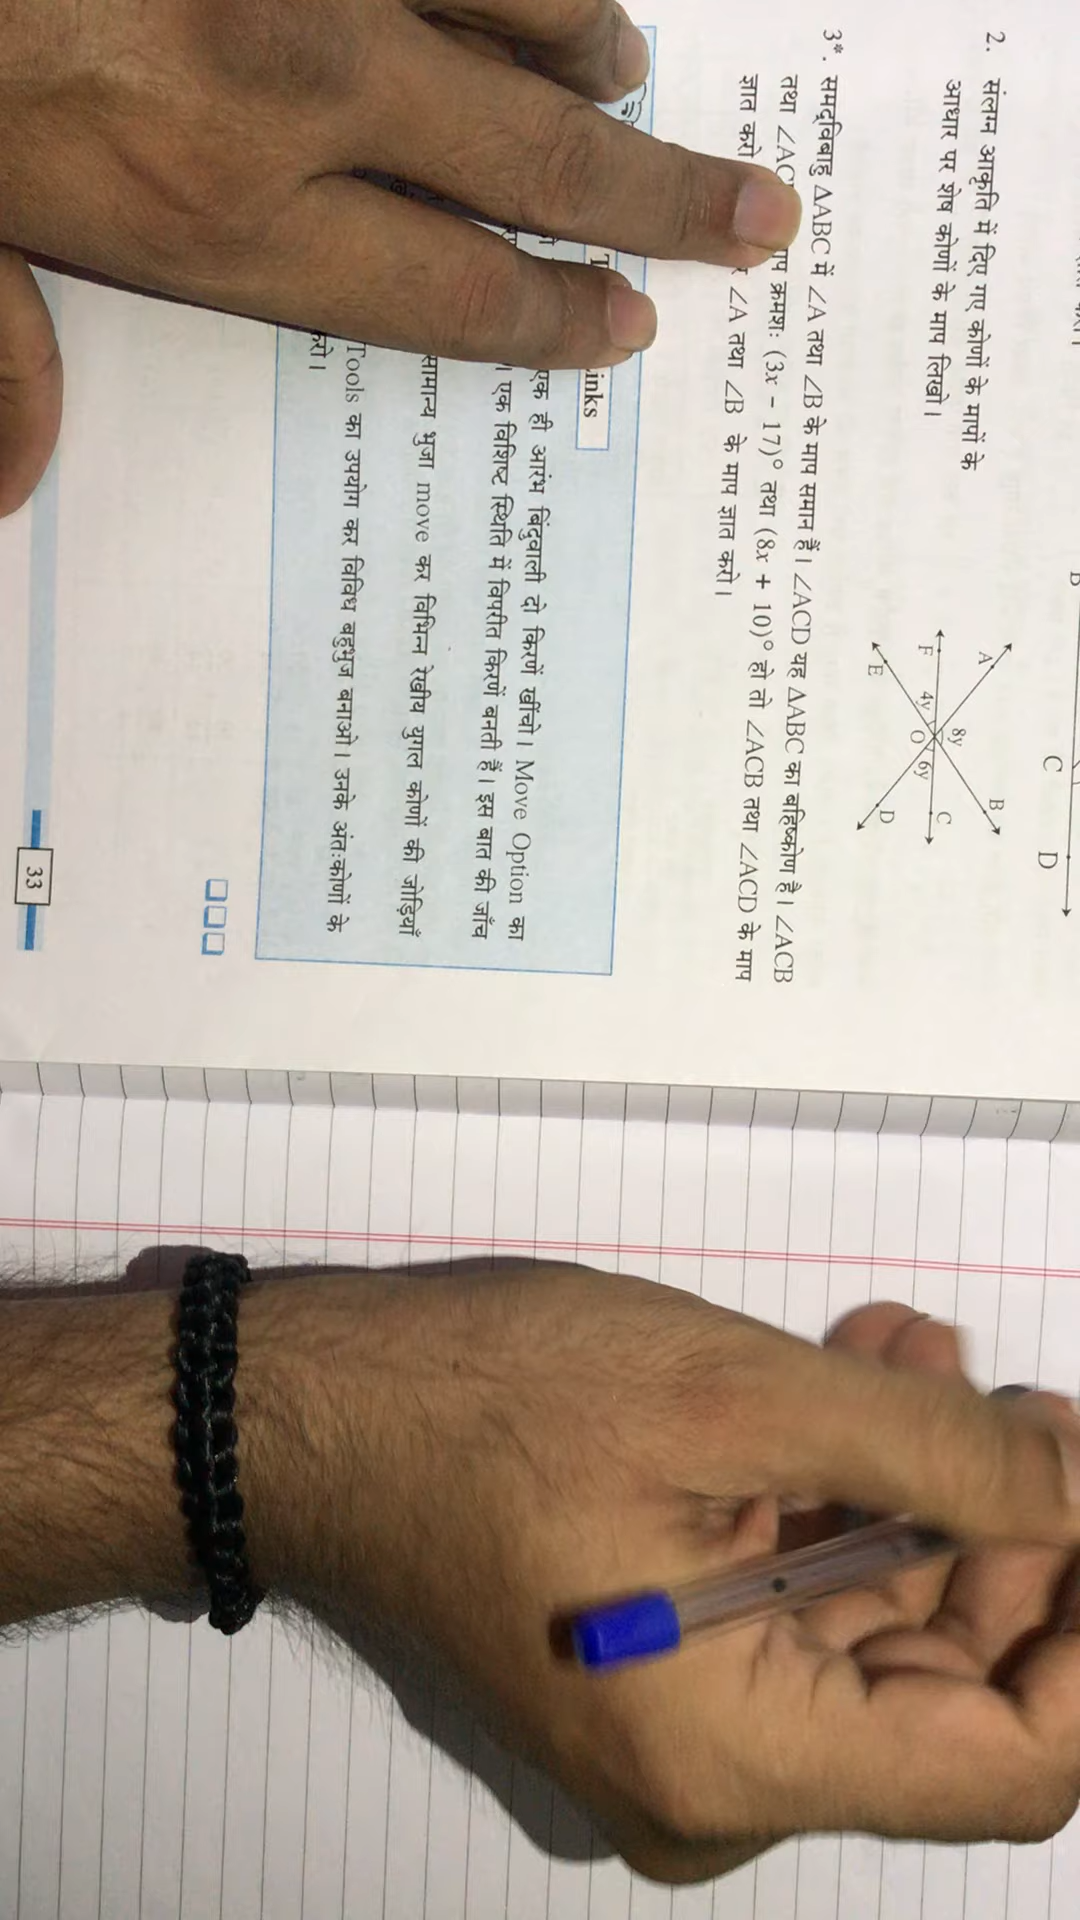 2. संलग्न आकृति में दिए गए कोणों के मापों के
आधार पर शेष कोणों के माप लिखो।
A
B
8y
F
4y
O
6y
C
E
D
B
C
D
3*. समद्विबाहु ΔABC में ∠A तथा ∠B के माप समान हैं। ∠ACD यह ΔABC का बहिष्कोण है। ∠ACB
तथा क्रमशः (3x − 17)° तथा (8x + 10)° हो तो ∠ACB तथा ∠ACD के माप
ज्ञात करो ∠A तथा ∠B के माप ज्ञात करो।
एक ही आरंभ बिंदुवाली दो किरणें खींचो। Move Option का
एक विशिष्ट स्थिति में विपरीत किरणें बनती हैं। इस बात की जाँच
सामान्य भुजा move कर विभिन्न रेखीय युगल कोणों की जोड़ियाँ
Tools का उपयोग कर विविध बहुभुज बनाओ। उनके अंतःकोणों के
33